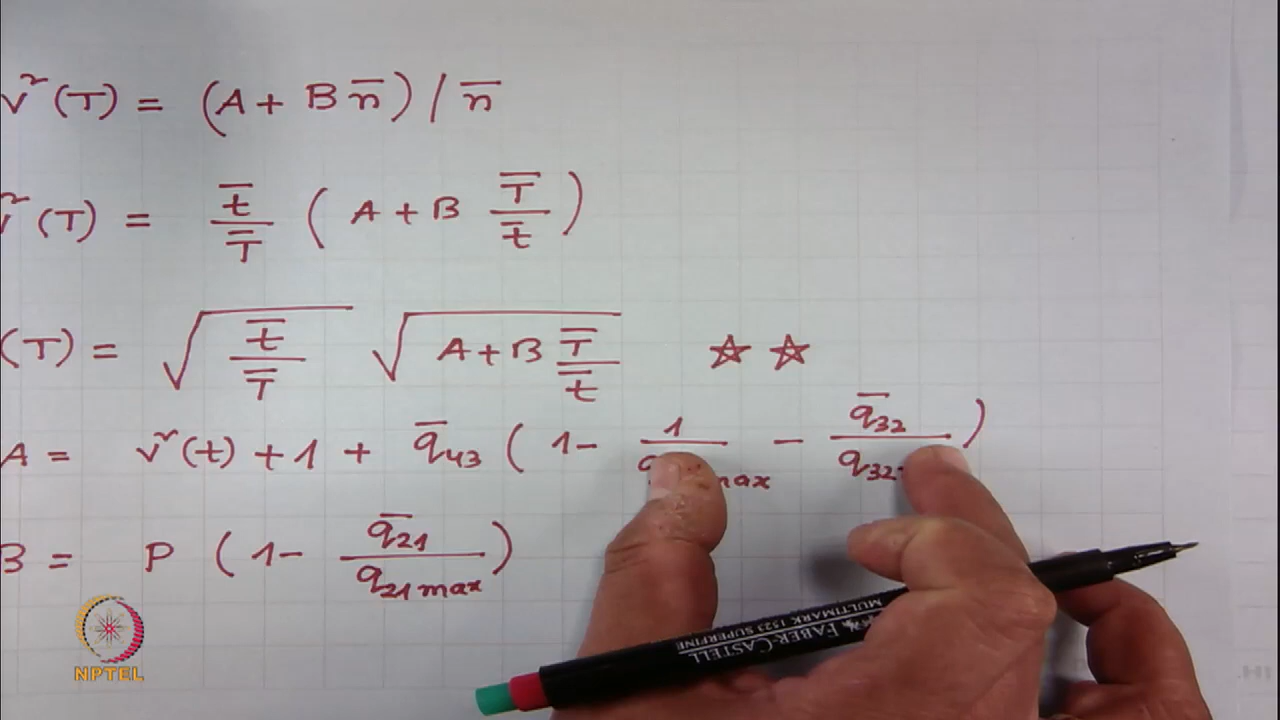 v²(T) = (A + B n̅) / n̅
v²(T) = t̅/T̅ ( A + B T̅/t̅ )
(T) = √(t̅/T̅) √(A + B T̅/t̅) ☆ ☆
A = v²(t) + 1 + q̅43 ( 1 - 1/q max - q̅32/q32 )
B = P ( 1 - q̅21/q21 max )
FABER-CASTELL
MULTIMARK 1523 SUPERFINE
NPTEL